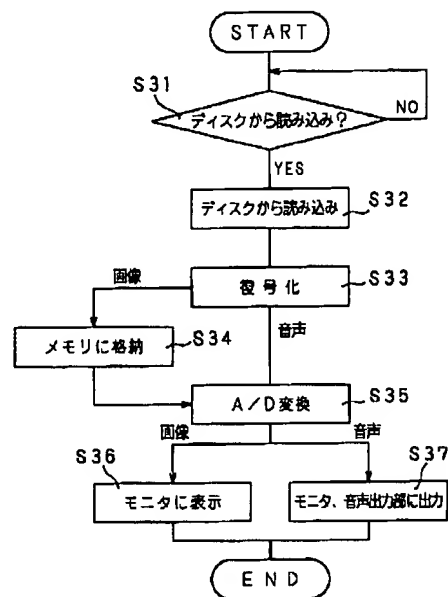 START
S31
ディスクから読み込み?
NO
YES
ディスクから読み込み
S32
復号化
S33
画像
音声
メモリに格納
S34
A/D変換
S35
画像
音声
S36
モニタに表示
S37
モニタ、音声出力部に出力
END